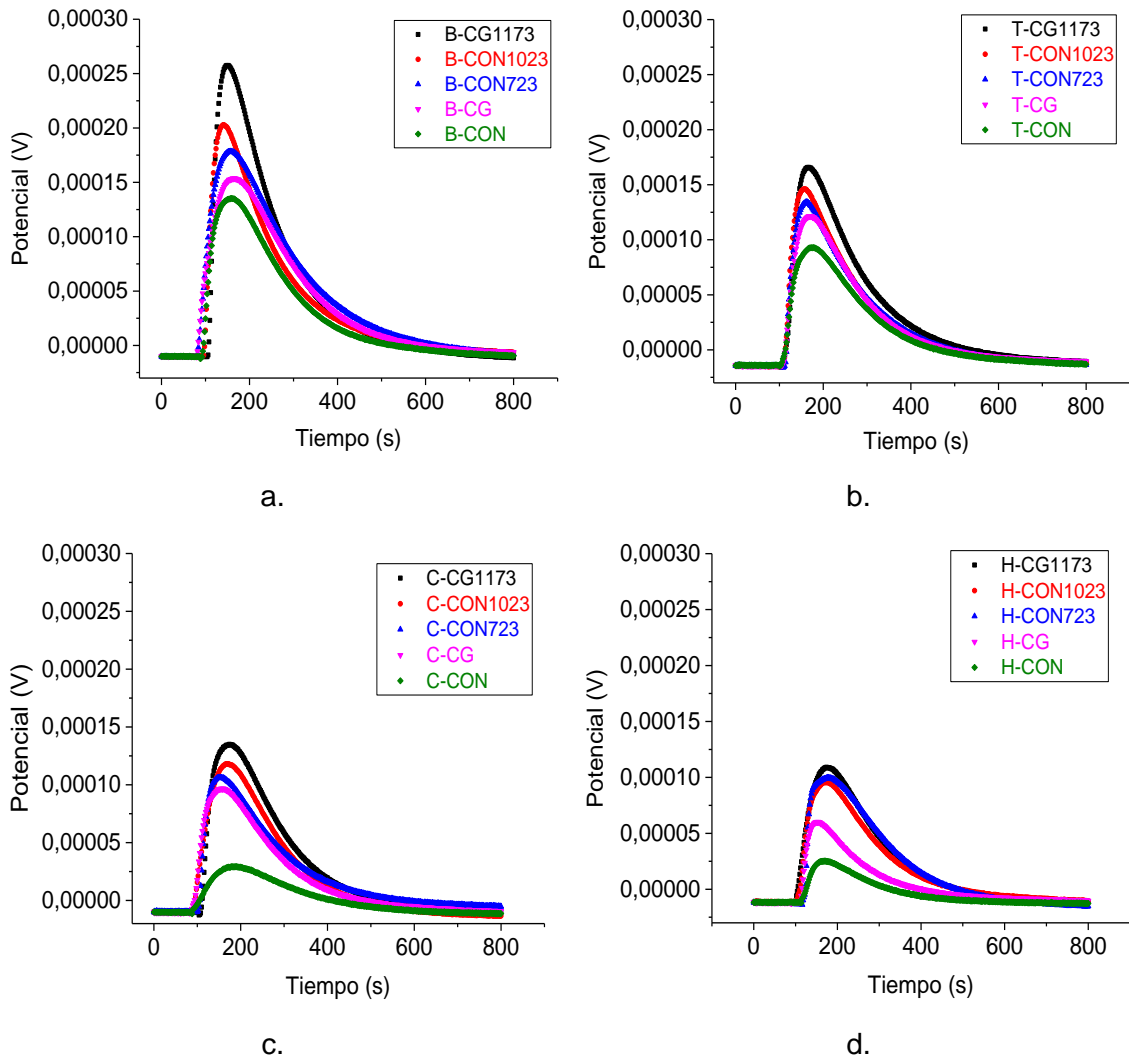 0,00030
0,00025
0,00020
0,00015
0,00010
0,00005
0,00000
Potencial (V)
B-CG1173
B-CON1023
B-CON723
B-CG
B-CON
0 200 400 600 800
Tiempo (s)
a.
0,00030
0,00025
0,00020
0,00015
0,00010
0,00005
0,00000
Potencial (V)
T-CG1173
T-CON1023
T-CON723
T-CG
T-CON
0 200 400 600 800
Tiempo (s)
b.
0,00030
0,00025
0,00020
0,00015
0,00010
0,00005
0,00000
Potencial (V)
C-CG1173
C-CON1023
C-CON723
C-CG
C-CON
0 200 400 600 800
Tiempo (s)
c.
0,00030
0,00025
0,00020
0,00015
0,00010
0,00005
0,00000
Potencial (V)
H-CG1173
H-CON1023
H-CON723
H-CG
H-CON
0 200 400 600 800
Tiempo (s)
d.